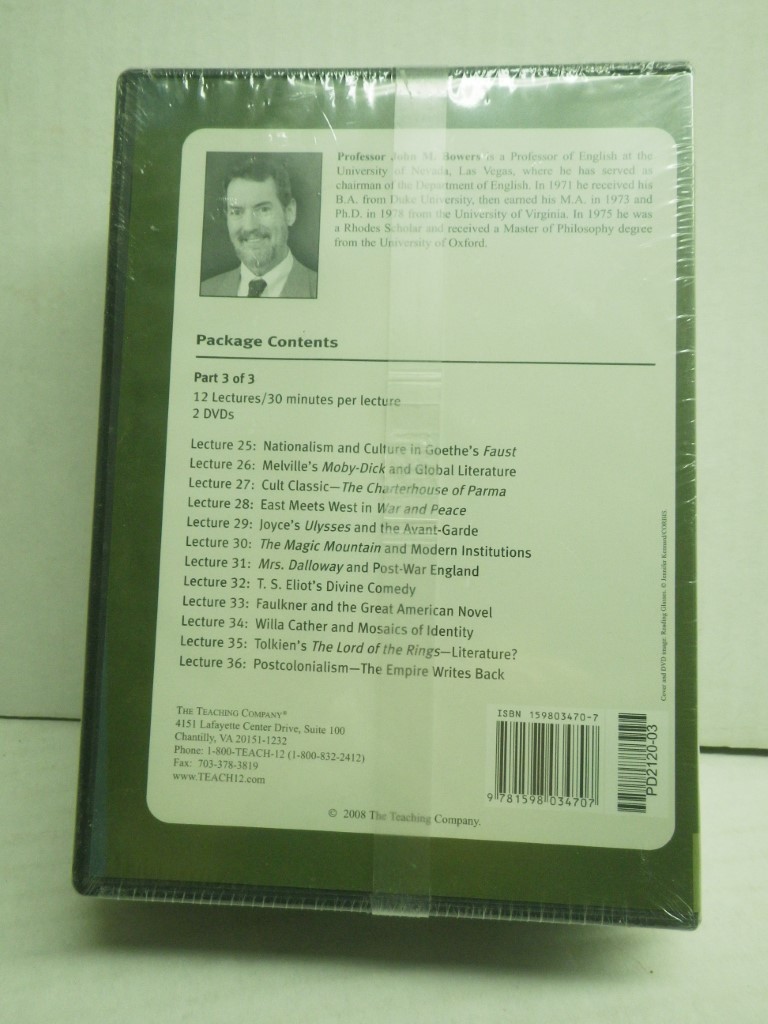 Professor John M. Bowers is a Professor of English at the
University of Nevada, Las Vegas, where he has served as
chairman of the Department of English. In 1971 he received his
B.A. from Duke University, then earned his M.A. in 1973 and
Ph.D. in 1978 from the University of Virginia. In 1975 he was
a Rhodes Scholar and received a Master of Philosophy degree
from the University of Oxford.
Package Contents
Part 3 of 3
12 Lectures/30 minutes per lecture
2 DVDs
Lecture 25: Nationalism and Culture in Goethe's Faust
Lecture 26: Melville's Moby-Dick and Global Literature
Lecture 27: Cult Classic—The Charterhouse of Parma
Lecture 28: East Meets West in War and Peace
Lecture 29: Joyce's Ulysses and the Avant-Garde
Lecture 30: The Magic Mountain and Modern Institutions
Lecture 31: Mrs. Dalloway and Post-War England
Lecture 32: T. S. Eliot's Divine Comedy
Lecture 33: Faulkner and the Great American Novel
Lecture 34: Willa Cather and Mosaics of Identity
Lecture 35: Tolkien's The Lord of the Rings—Literature?
Lecture 36: Postcolonialism—The Empire Writes Back
Cover and DVD image: Reading Ulysses. © Jennifer Kennard/CORBIS
THE TEACHING COMPANY®
4151 Lafayette Center Drive, Suite 100
Chantilly, VA 20151-1232
Phone: 1-800-TEACH-12 (1-800-832-2412)
Fax: 703-378-3819
www.TEACH12.com
ISBN 159803470-7
9 781598 034707
PD2120-03
© 2008 The Teaching Company.